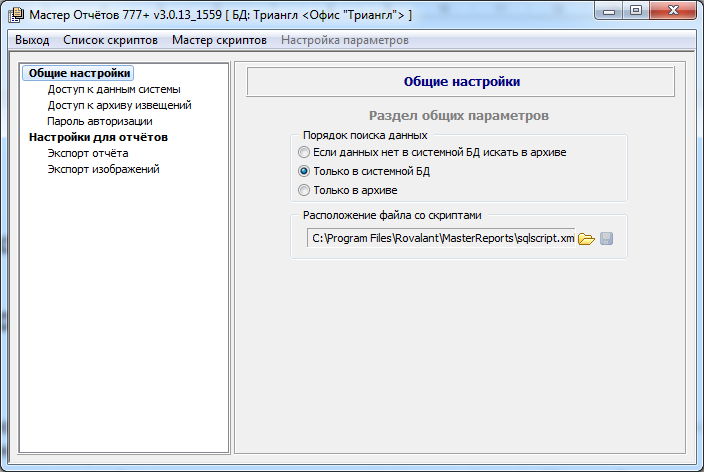 Мастер Отчётов 777+ v3.0.13_1559 [ БД: Триангл <Офис "Триангл"> ]
Выход Список скриптов Мастер скриптов Настройка параметров
Общие настройки
Доступ к данным системы
Доступ к архиву извещений
Пароль авторизации
Настройки для отчётов
Экспорт отчёта
Экспорт изображений
Общие настройки
Раздел общих параметров
Порядок поиска данных
Если данных нет в системной БД искать в архиве
Только в системной БД
Только в архиве
Расположение файла со скриптами
C:\Program Files\Rovalant\MasterReports\sqlscript.xm